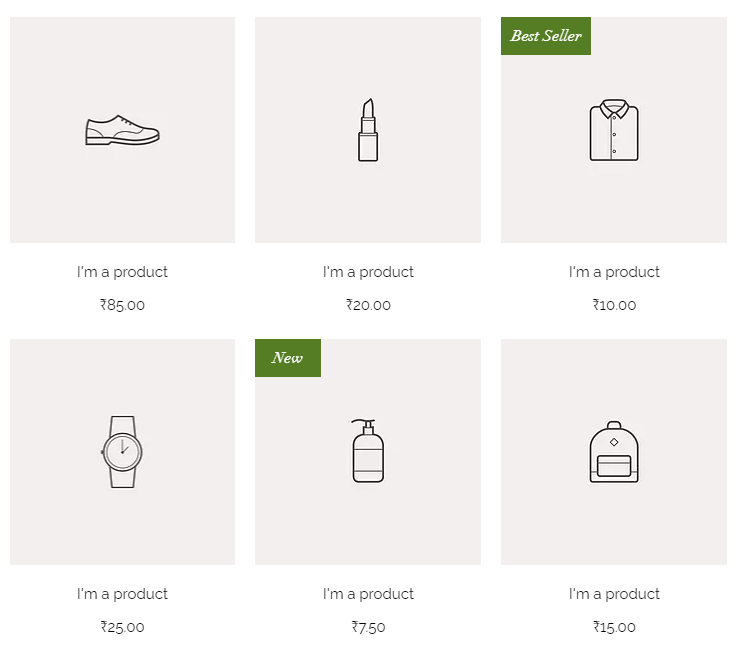 Best Seller
I'm a product
₹85.00
I'm a product
₹20.00
I'm a product
₹10.00
New
I'm a product
₹25.00
I'm a product
₹7.50
I'm a product
₹15.00